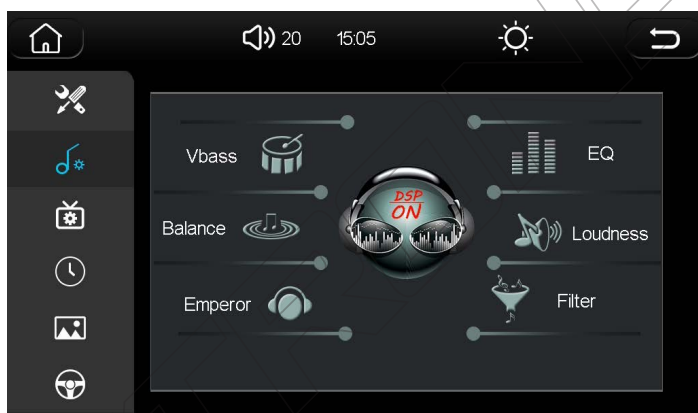 20 15:05
Vbass
EQ
DSP
ON
Balance
Loudness
Emperor
Filter